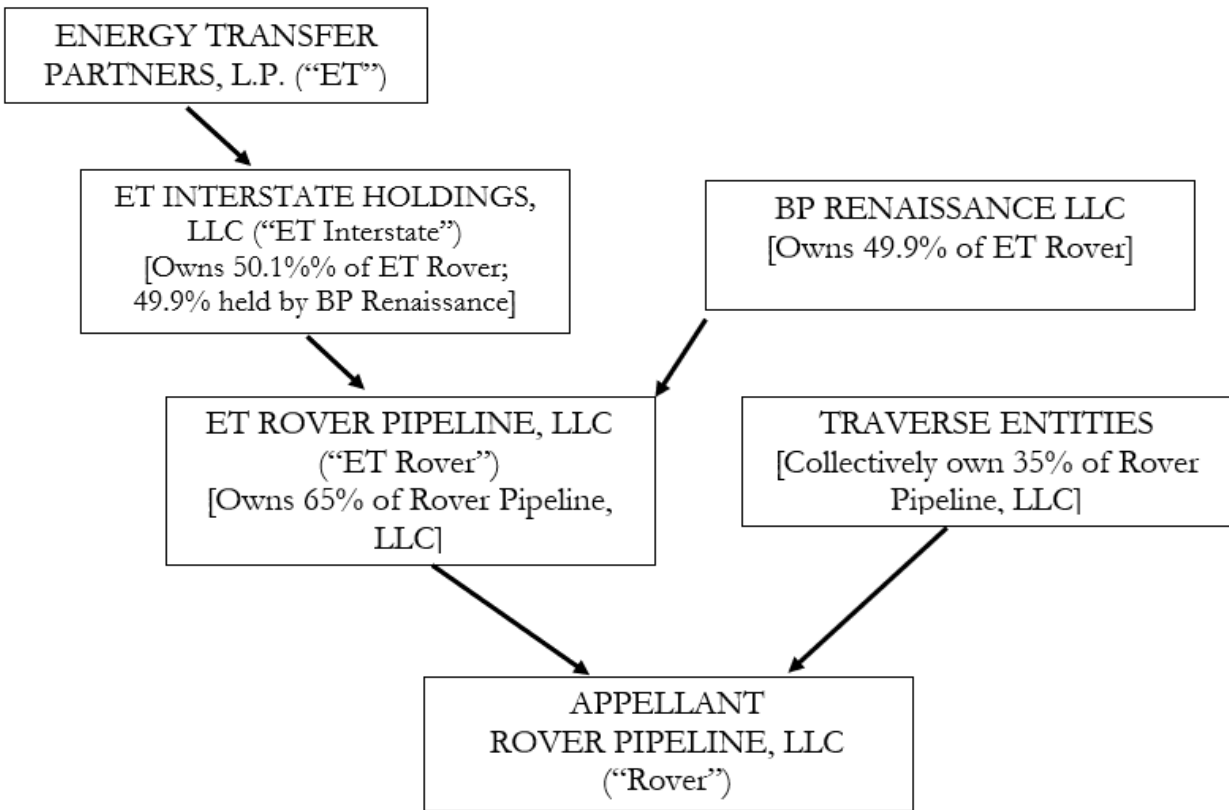 ENERGY TRANSFER
PARTNERS, L.P. (“ET”)
ET INTERSTATE HOLDINGS,
LLC (“ET Interstate”)
[Owns 50.1%% of ET Rover;
49.9% held by BP Renaissance]
BP RENAISSANCE LLC
[Owns 49.9% of ET Rover]
ET ROVER PIPELINE, LLC
(“ET Rover”)
[Owns 65% of Rover Pipeline,
LLC]
TRAVERSE ENTITIES
[Collectively own 35% of Rover
Pipeline, LLC]
APPELLANT
ROVER PIPELINE, LLC
(“Rover”)